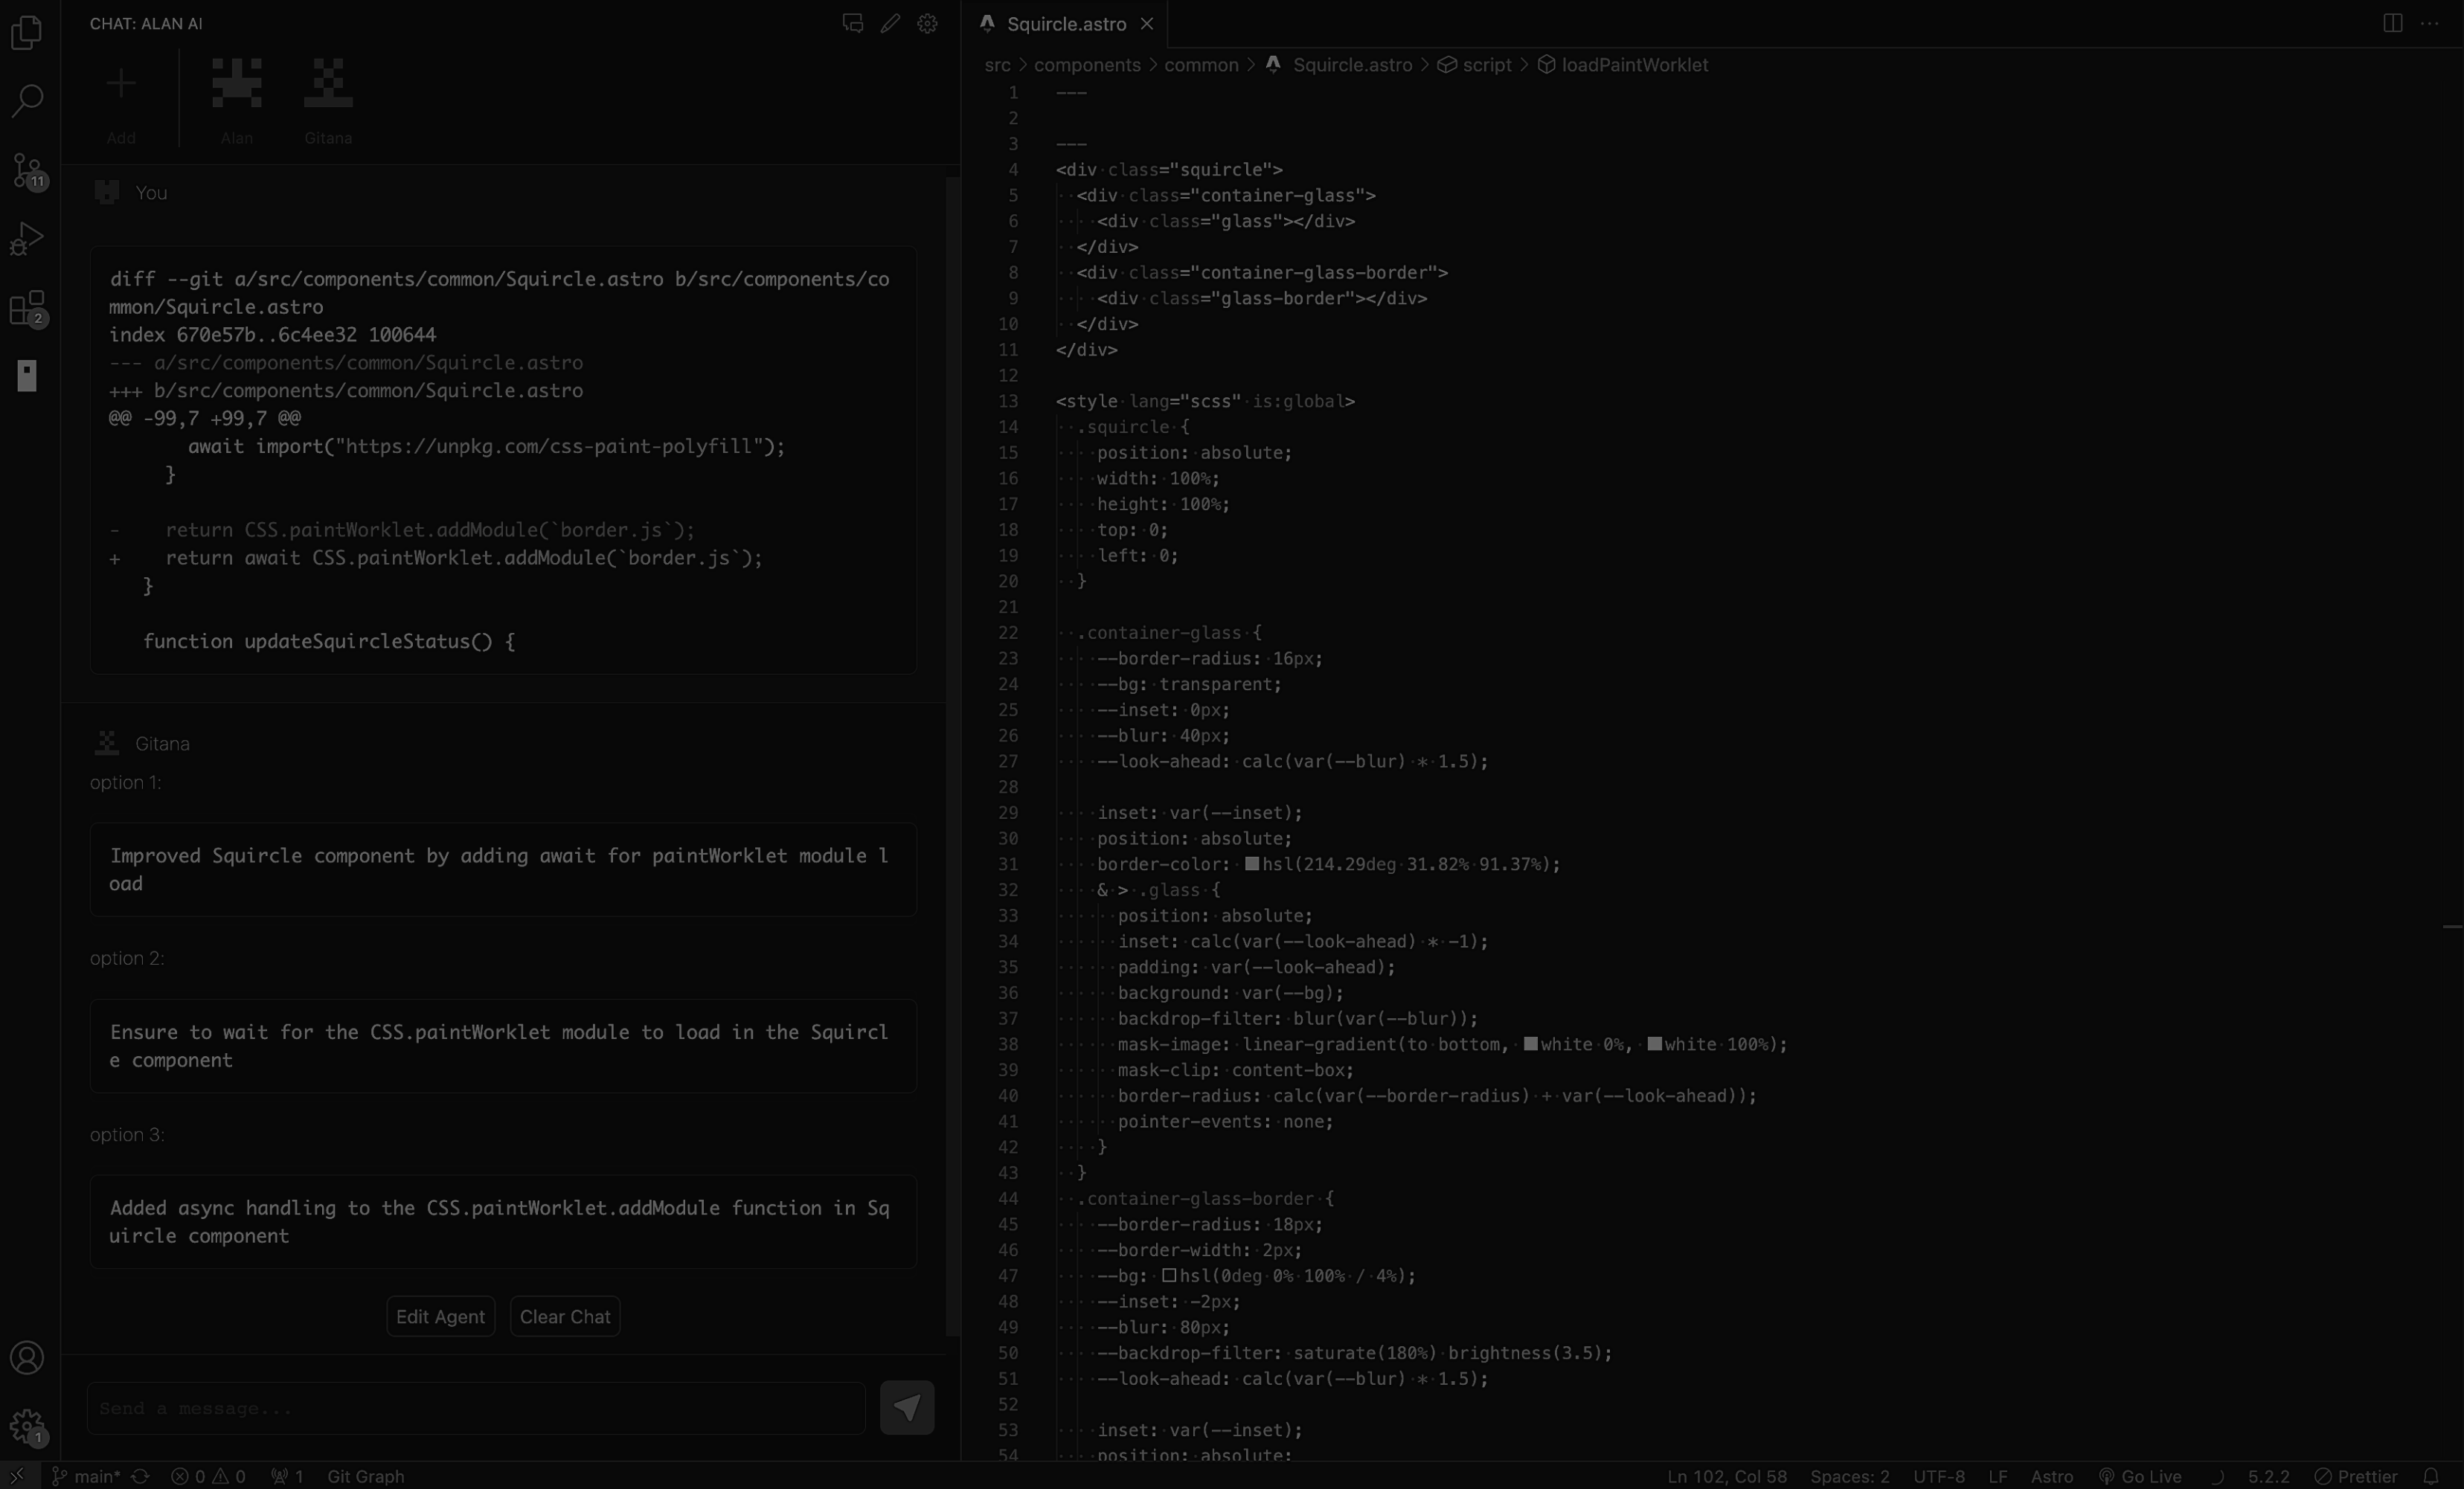 CHAT: ALAN AI
Add
Alan
Gitana
11
2
1
You
diff --git a/src/components/common/Squircle.astro b/src/components/co
mmon/Squircle.astro
index 670e57b..6c4ee32 100644
--- a/src/components/common/Squircle.astro
+++ b/src/components/common/Squircle.astro
@@ -99,7 +99,7 @@
       await import("https://unpkg.com/css-paint-polyfill");
     }
-    return CSS.paintWorklet.addModule(`border.js`);
+    return await CSS.paintWorklet.addModule(`border.js`);
   }
   function updateSquircleStatus() {
Gitana
option 1:
Improved Squircle component by adding await for paintWorklet module l
oad
option 2:
Ensure to wait for the CSS.paintWorklet module to load in the Squircl
e component
option 3:
Added async handling to the CSS.paintWorklet.addModule function in Sq
uircle component
Edit Agent
Clear Chat
Send a message...
Squircle.astro
src > components > common > Squircle.astro > script > loadPaintWorklet
1 ---
2
3 ---
4 <div class="squircle">
5   <div class="container-glass">
6     <div class="glass"></div>
7   </div>
8   <div class="container-glass-border">
9     <div class="glass-border"></div>
10   </div>
11 </div>
12
13 <style lang="scss" is:global>
14   .squircle {
15     position: absolute;
16     width: 100%;
17     height: 100%;
18     top: 0;
19     left: 0;
20   }
21
22   .container-glass {
23     --border-radius: 16px;
24     --bg: transparent;
25     --inset: 0px;
26     --blur: 40px;
27     --look-ahead: calc(var(--blur) * 1.5);
28
29     inset: var(--inset);
30     position: absolute;
31     border-color: hsl(214.29deg 31.82% 91.37%);
32     & > .glass {
33       position: absolute;
34       inset: calc(var(--look-ahead) * -1);
35       padding: var(--look-ahead);
36       background: var(--bg);
37       backdrop-filter: blur(var(--blur));
38       mask-image: linear-gradient(to bottom, white 0%, white 100%);
39       mask-clip: content-box;
40       border-radius: calc(var(--border-radius) + var(--look-ahead));
41       pointer-events: none;
42     }
43   }
44   .container-glass-border {
45     --border-radius: 18px;
46     --border-width: 2px;
47     --bg: hsl(0deg 0% 100% / 4%);
48     --inset: -2px;
49     --blur: 80px;
50     --backdrop-filter: saturate(180%) brightness(3.5);
51     --look-ahead: calc(var(--blur) * 1.5);
52
53     inset: var(--inset);
54     position: absolute;
main* 0 0 1 Git Graph
Ln 102, Col 58 Spaces: 2 UTF-8 LF Astro Go Live 5.2.2 Prettier